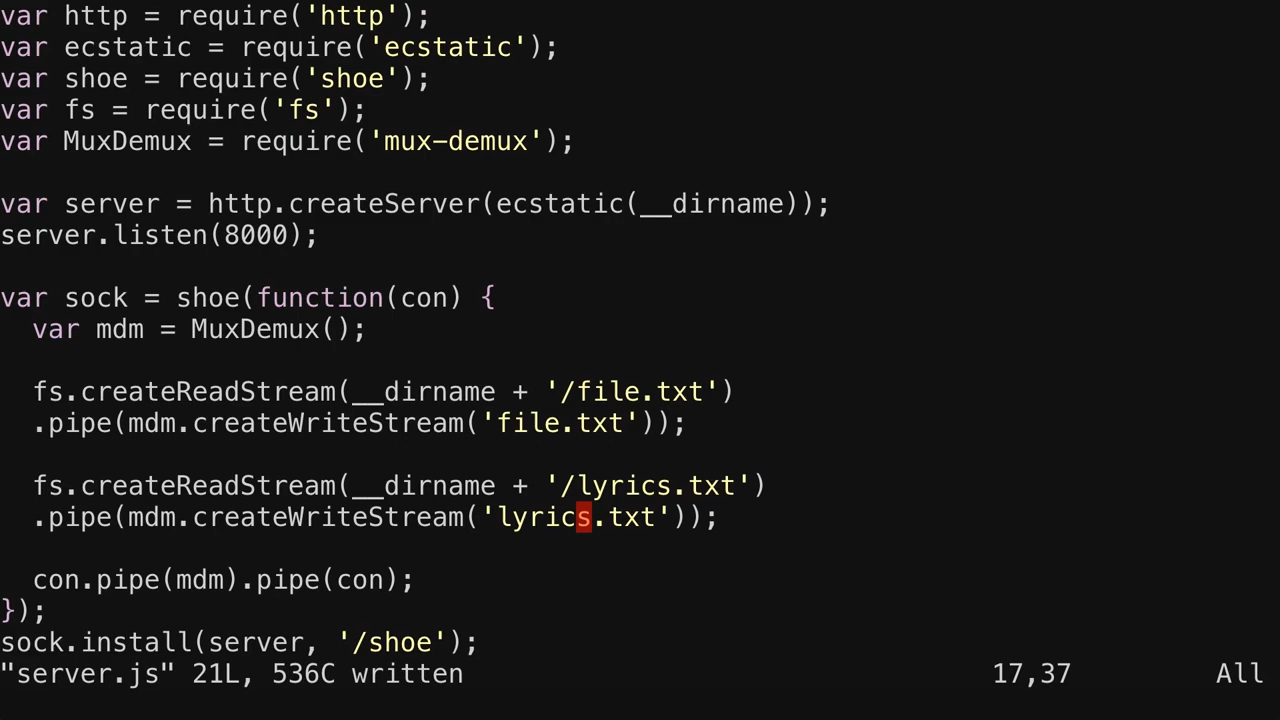 var http = require('http');
var ecstatic = require('ecstatic');
var shoe = require('shoe');
var fs = require('fs');
var MuxDemux = require('mux-demux');

var server = http.createServer(ecstatic(__dirname));
server.listen(8000);

var sock = shoe(function(con) {
  var mdm = MuxDemux();

  fs.createReadStream(__dirname + '/file.txt')
  .pipe(mdm.createWriteStream('file.txt'));

  fs.createReadStream(__dirname + '/lyrics.txt')
  .pipe(mdm.createWriteStream('lyrics.txt'));

  con.pipe(mdm).pipe(con);
});
sock.install(server, '/shoe');
"server.js" 21L, 536C written 17,37 All